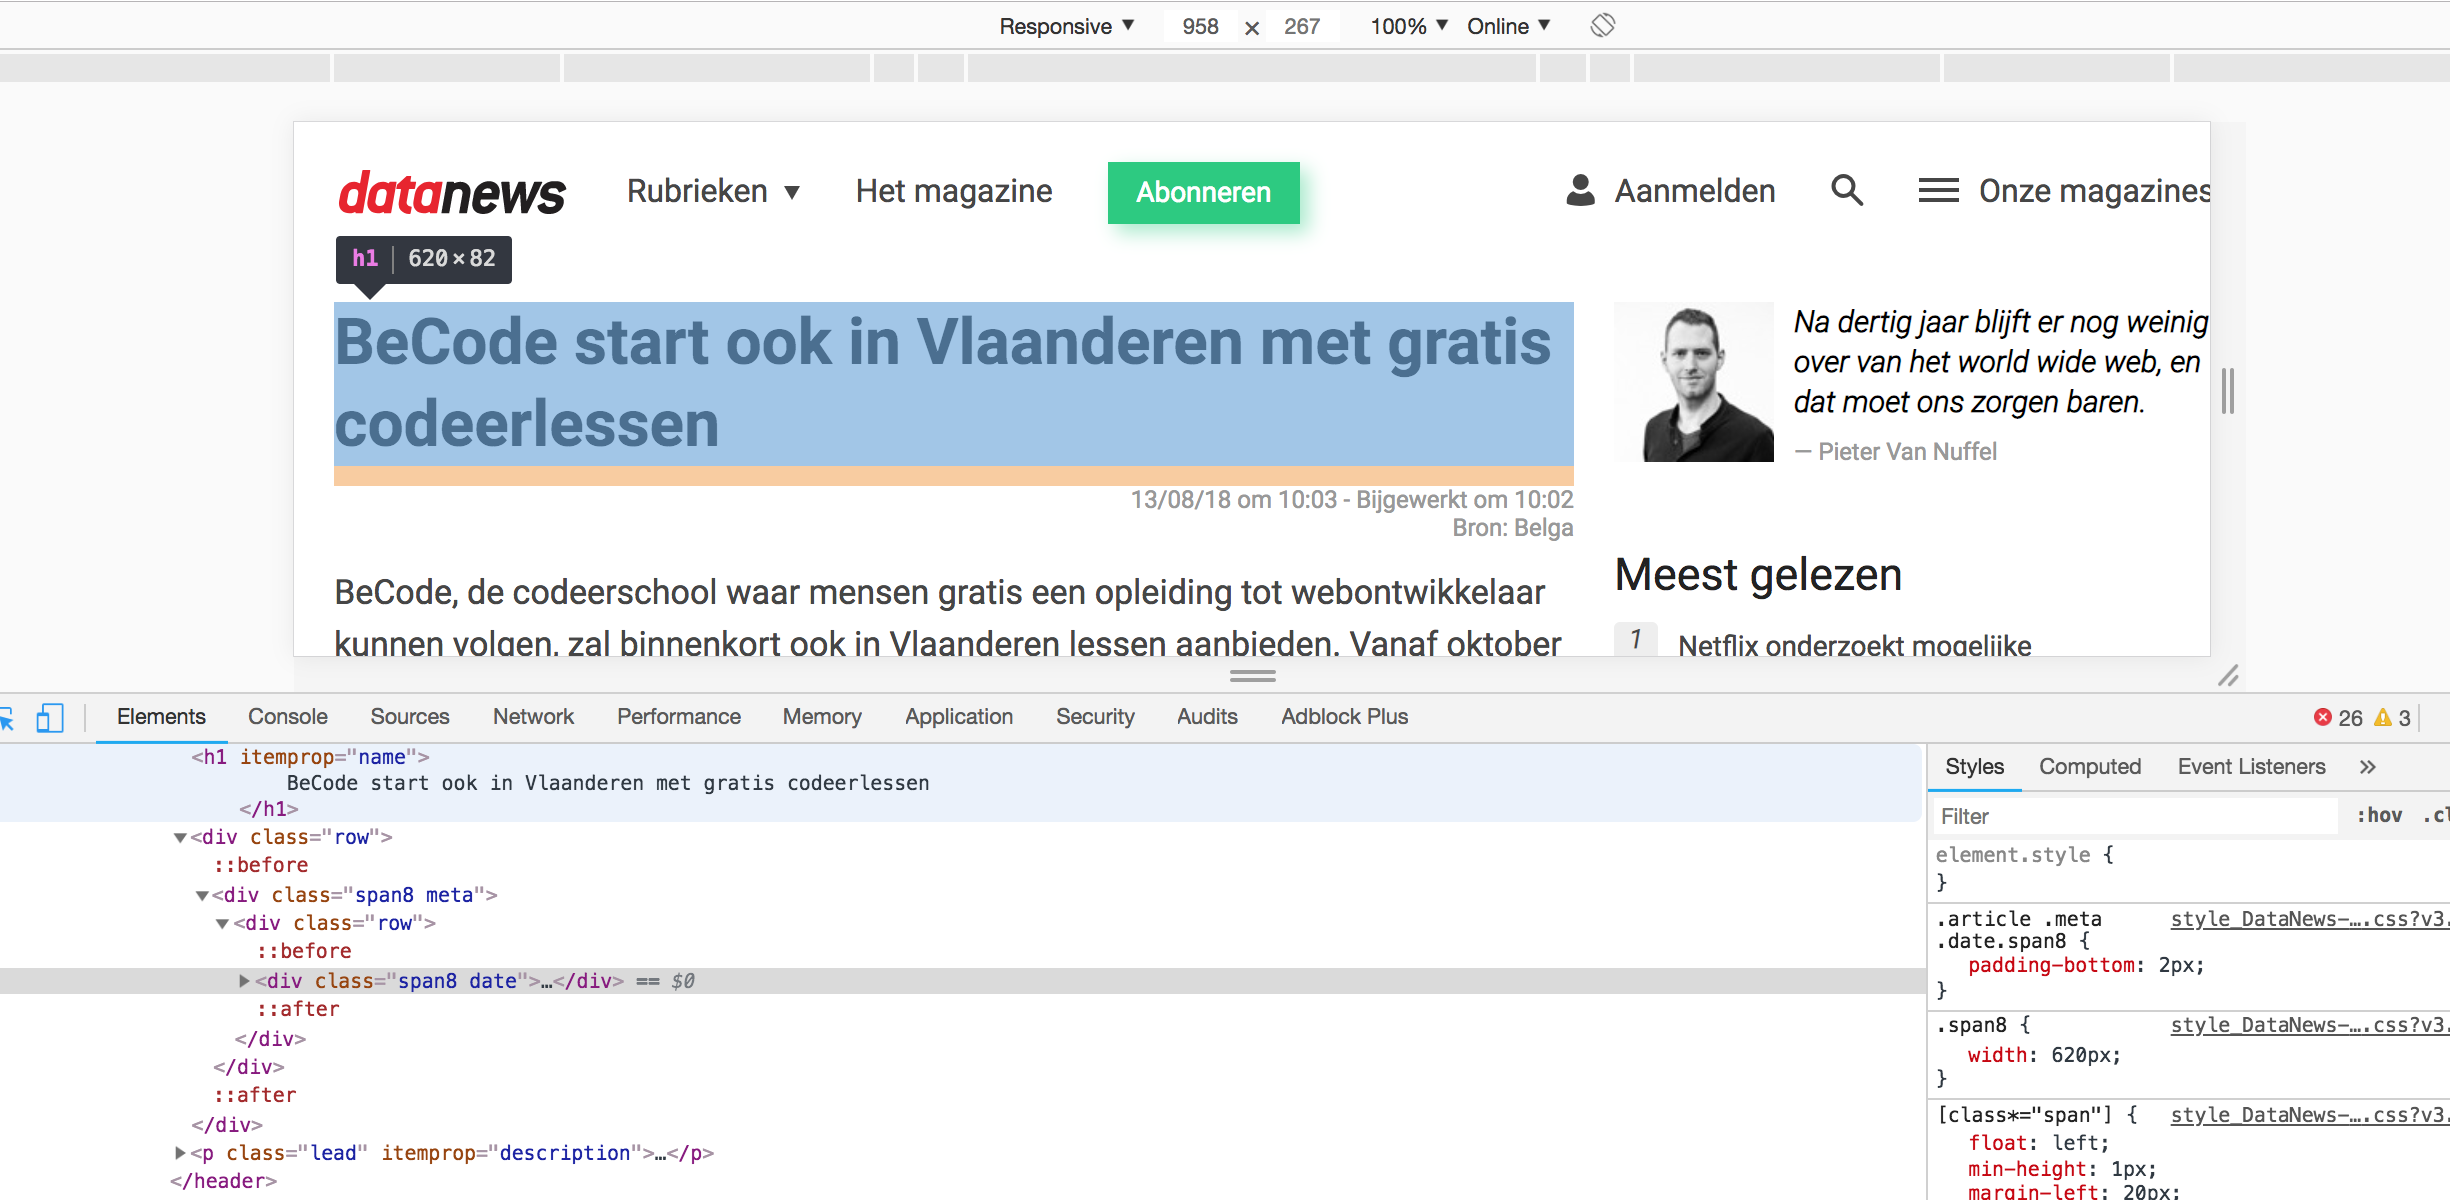 Responsive ▼ 958 × 267 100% ▼ Online ▼
datanews Rubrieken ▼ Het magazine Abonneren Aanmelden Onze magazines
h1 620 × 82
BeCode start ook in Vlaanderen met gratis
codeerlessen
13/08/18 om 10:03 - Bijgewerkt om 10:02
Bron: Belga
BeCode, de codeerschool waar mensen gratis een opleiding tot webontwikkelaar
kunnen volgen, zal binnenkort ook in Vlaanderen lessen aanbieden. Vanaf oktober
Na dertig jaar blijft er nog weinig
over van het world wide web, en
dat moet ons zorgen baren.
— Pieter Van Nuffel
Meest gelezen
1 Netflix onderzoekt mogelijke
Elements Console Sources Network Performance Memory Application Security Audits Adblock Plus 26 3
<h1 itemprop="name">
BeCode start ook in Vlaanderen met gratis codeerlessen
</h1>
▼<div class="row">
::before
▼<div class="span8 meta">
▼<div class="row">
::before
▶<div class="span8 date">…</div> == $0
::after
</div>
</div>
::after
</div>
▶<p class="lead" itemprop="description">…</p>
</header>
Styles Computed Event Listeners »
Filter :hov .cl
element.style {
}
.article .meta style_DataNews-….css?v3.
.date.span8 {
padding-bottom: 2px;
}
.span8 { style_DataNews-….css?v3.
width: 620px;
}
[class*="span"] { style_DataNews-….css?v3.
float: left;
min-height: 1px;
margin-left: 20px;